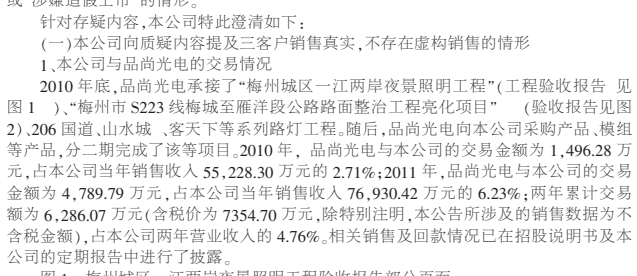 或“涉嫌造假上市”的情形。
针对存疑内容,本公司特此澄清如下:
(一)本公司向质疑内容提及三客户销售真实,不存在虚构销售的情形
1、本公司与品尚光电的交易情况
2010 年底,品尚光电承接了“梅州城区一江两岸夜景照明工程”(工程验收报告 见
图 1 )、“梅州市 S223 线梅城至雁洋段公路路面整治工程亮化项目” (验收报告见图
2)、206 国道、山水城 、客天下等系列路灯工程。随后,品尚光电向本公司采购产品、模组
等产品,分二期完成了该等项目。2010 年, 品尚光电与本公司的交易金额为 1,496.28 万
元,占本公司当年销售收入 55,228.30 万元的 2.71%;2011 年,品尚光电与本公司的交易
金额为 4,789.79 万元,占本公司当年销售收入 76,930.42 万元的 6.23%;两年累计交易
额为 6,286.07 万元(含税价为 7354.70 万元,除特别注明,本公告所涉及的销售数据为不
含税金额),占本公司两年营业收入的 4.76%。相关销售及回款情况已在招股说明书及本
公司的定期报告中进行了披露。
图 1 梅州城区一江两岸夜景照明工程验收报告部分页面